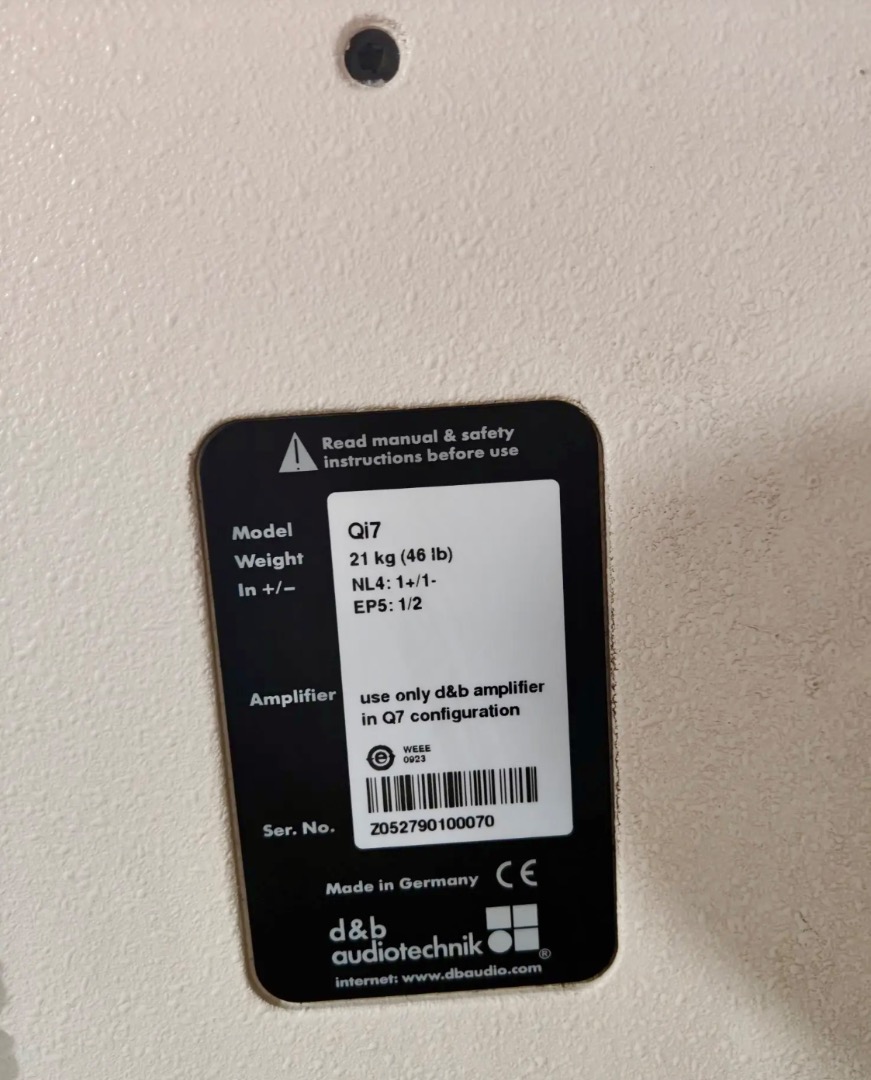 Read manual & safety
instructions before use
Model Qi7
Weight 21 kg (46 lb)
In +/– NL4: 1+/1-
EP5: 1/2
Amplifier use only d&b amplifier
in Q7 configuration
WEEE
0923
Ser. No. Z052790100070
Made in Germany CE
d&b
audiotechnik ®
internet: www.dbaudio.com